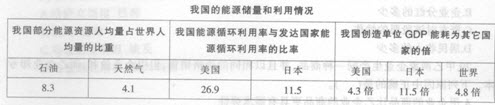 我国的能源储量和利用情况
我国部分能源资源人均量占世界人均量的比重 我国能源循环利用率与发达国家能源循环利用率的比率 我国创造单位 GDP 能耗为其它国家的倍
石油 天然气 美国 日本 美国 日本 世界
8.3 4.1 26.9 11.5 4.3 倍 11.5 倍 4.8 倍